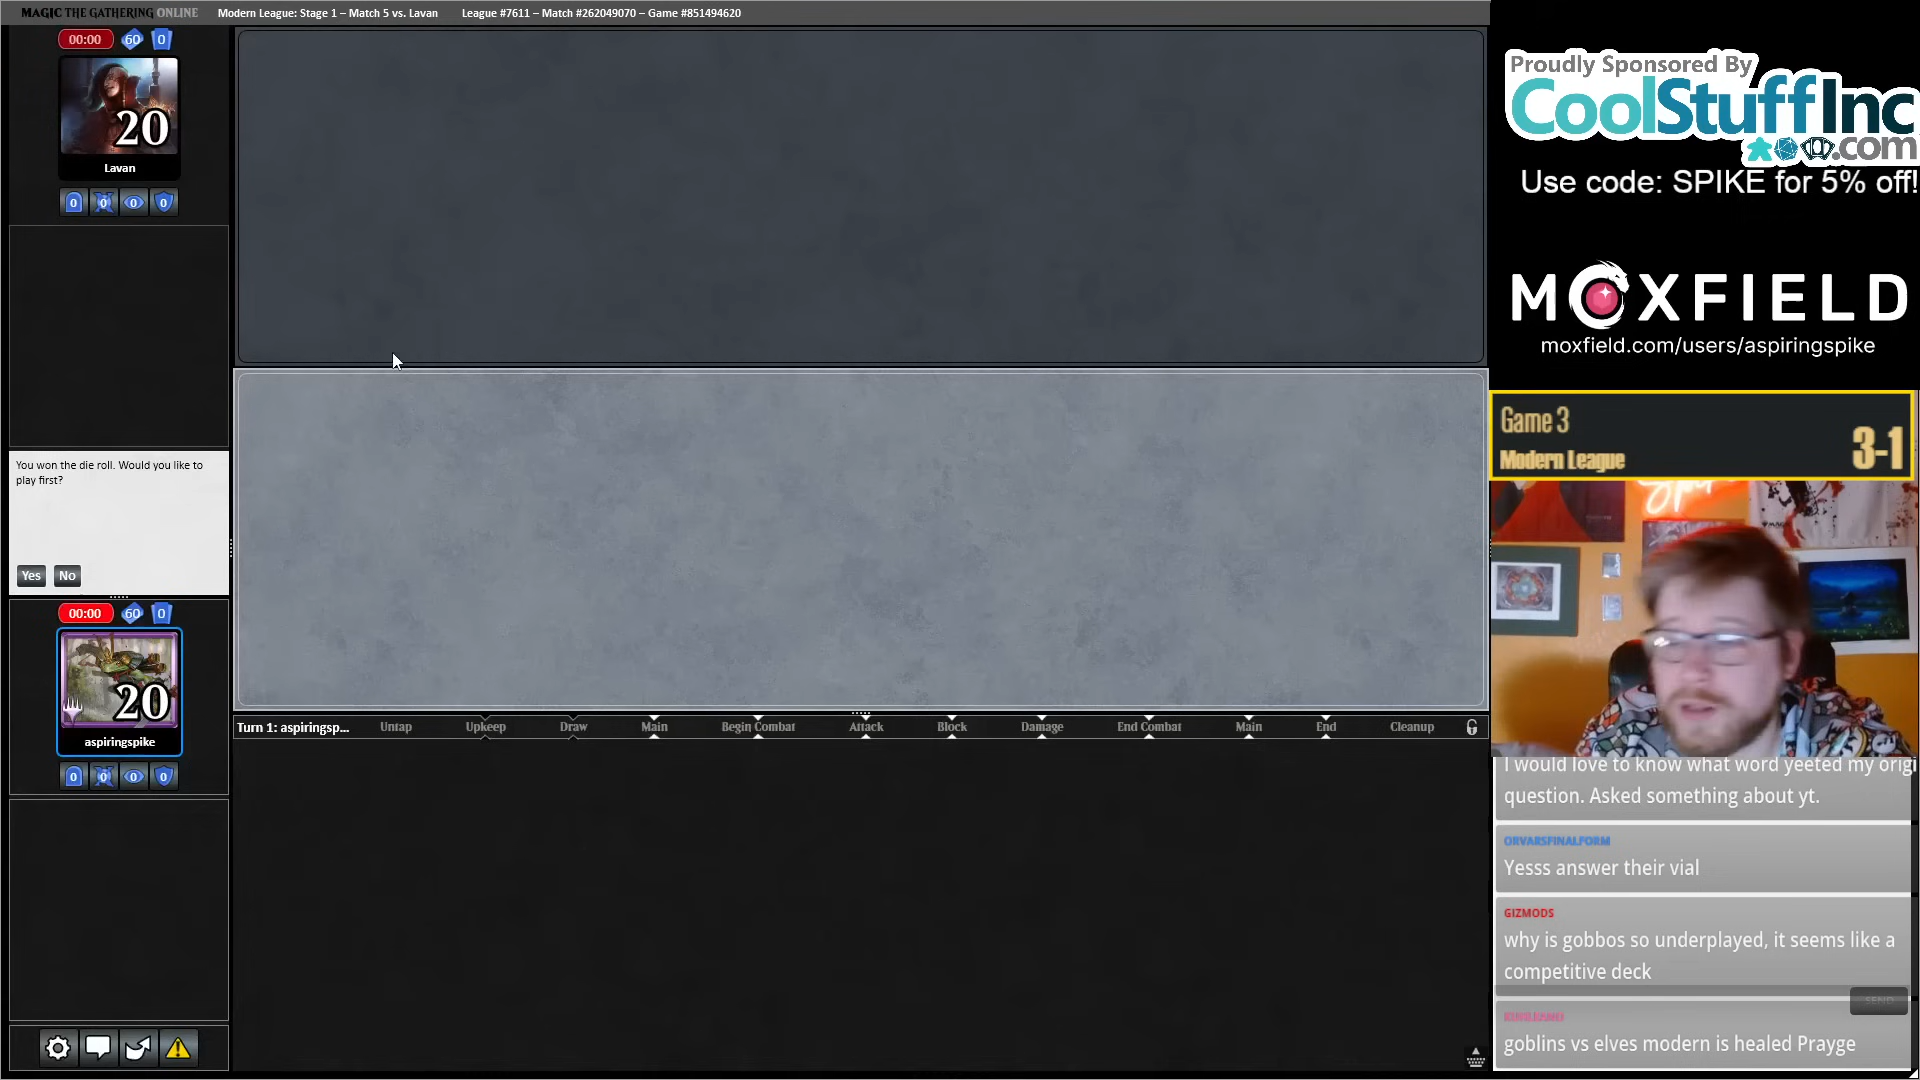 MAGIC THE GATHERING ONLINE
Modern League: Stage 1 – Match 5 vs. Lavan
League #7611 – Match #262049070 – Game #851494620
00:00
60
0
20
Lavan
0
0
0
0
You won the die roll. Would you like to
play first?
Yes
No
00:00
60
0
20
aspiringspike
0
0
0
0
Turn 1: aspiringsp...
Untap
Upkeep
Draw
Main
Begin Combat
Attack
Block
Damage
End Combat
Main
End
Cleanup
Proudly Sponsored By
CoolStuffInc
.com
Use code: SPIKE for 5% off!
MOXFIELD
moxfield.com/users/aspiringspike
Game 3
Modern League
3-1
I would love to know what word yeeted my origi
question. Asked something about yt.
ORVARSFINALFORM
Yesss answer their vial
GIZMODS
why is gobbos so underplayed, it seems like a
competitive deck
SEND
goblins vs elves modern is healed Prayge